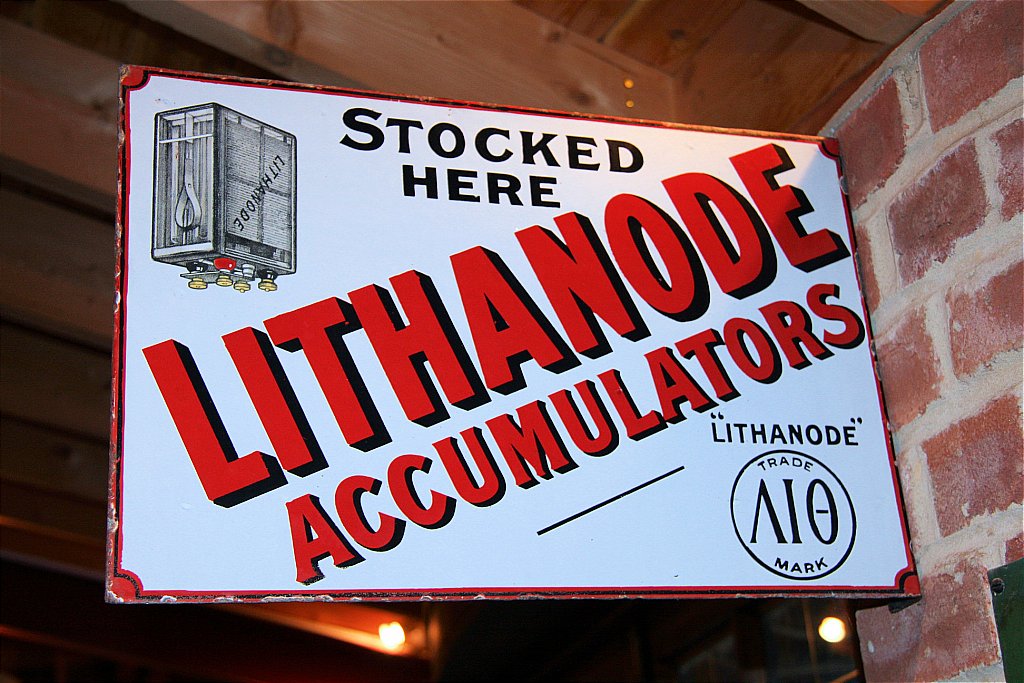 STOCKED
HERE
LITHANODE
LITHANODE
ACCUMULATORS
"LITHANODE"
TRADE
ΛΙΘ
MARK